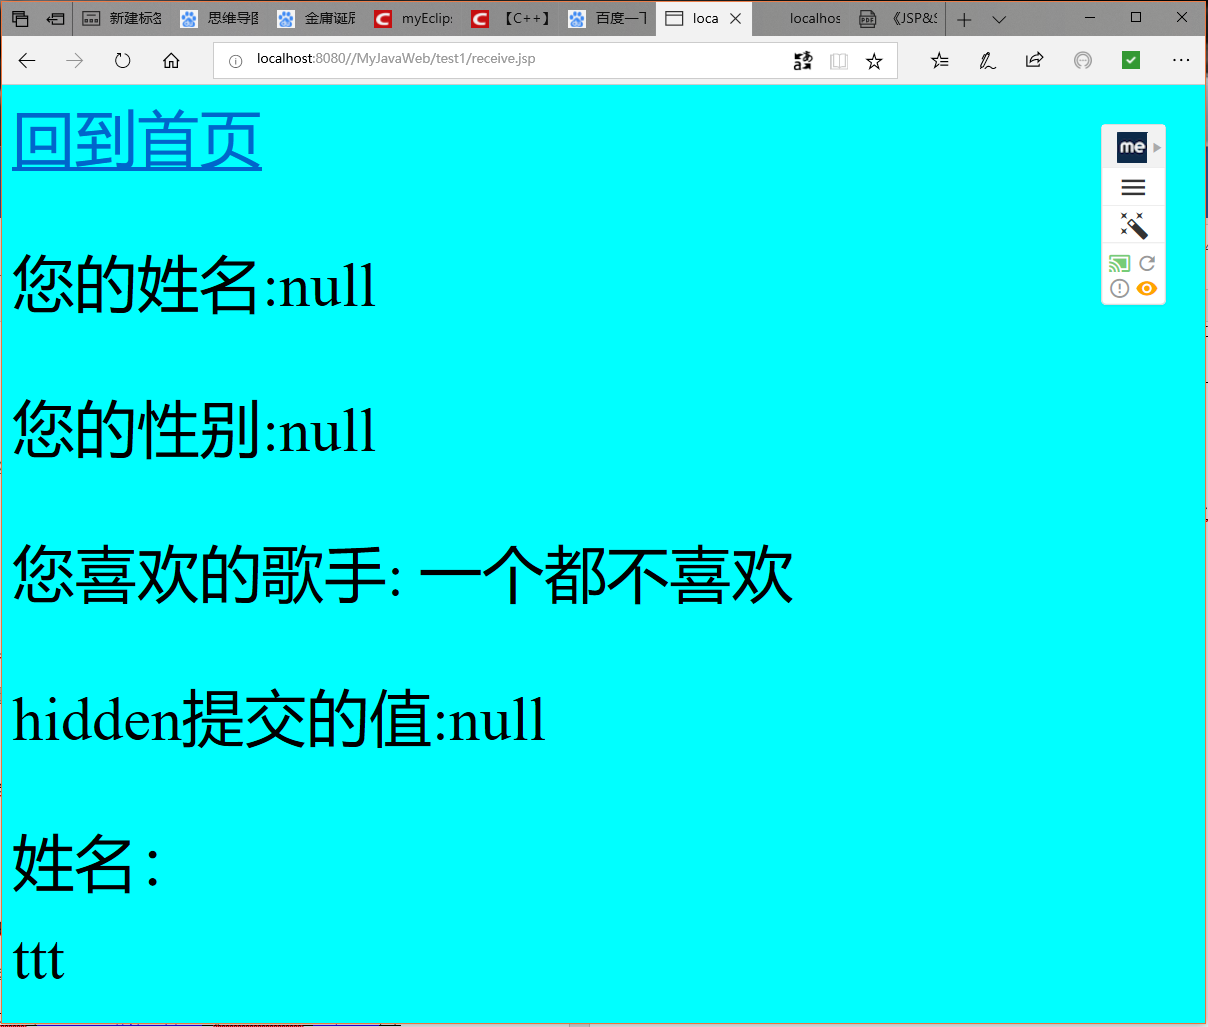 新建标签
思维导图
金庸诞辰
myEclips
【C++】
百度一下
loca
localhos
《JSP&S
localhost:8080//MyJavaWeb/test1/receive.jsp
回到首页
me
您的姓名:null
您的性别:null
您喜欢的歌手: 一个都不喜欢
hidden提交的值:null
姓名：
ttt